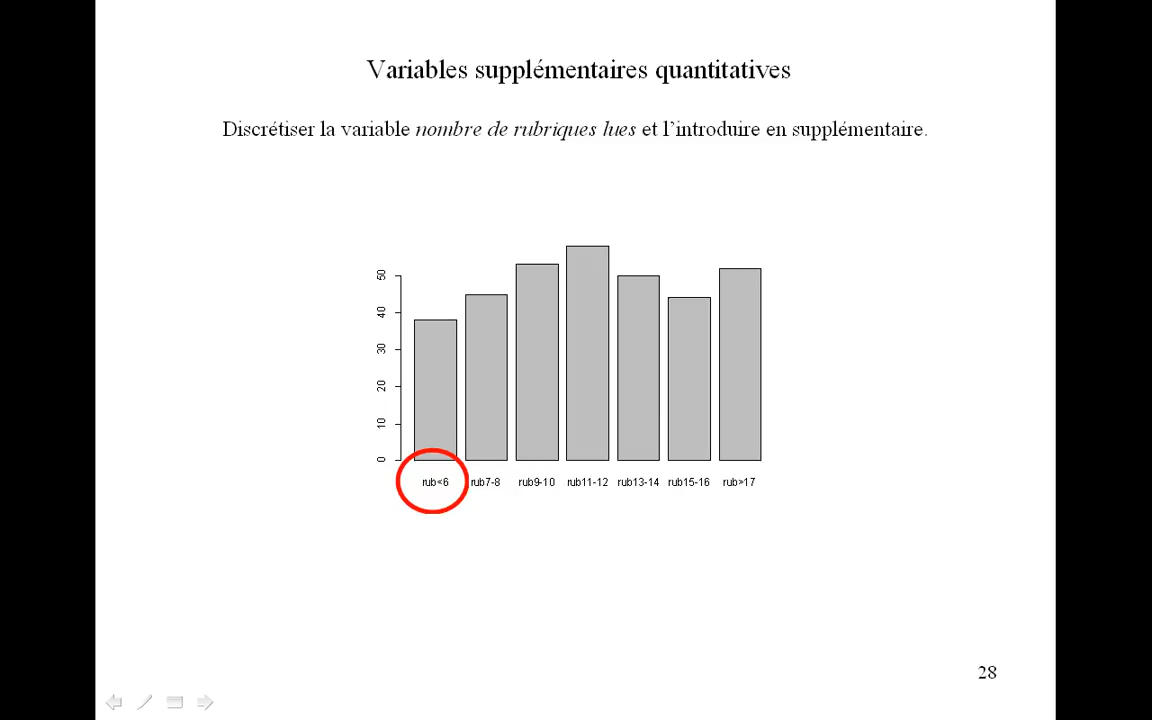 Variables supplémentaires quantitatives
Discrétiser la variable nombre de rubriques lues et l’introduire en supplémentaire.
50
40
30
20
10
0
rub<6 rub7-8 rub9-10 rub11-12 rub13-14 rub15-16 rub>17
28